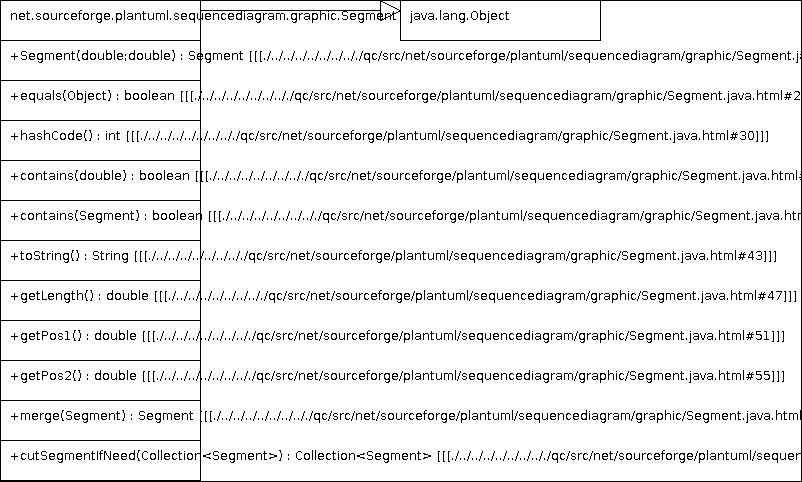 net.sourceforge.plantuml.sequencediagram.graphic.Segment
java.lang.Object
+Segment(double;double) : Segment [[[./../../../../../../../../qc/src/net/sourceforge/plantuml/sequencediagram/graphic/Segment.ja
+equals(Object) : boolean [[[./../../../../../../../../qc/src/net/sourceforge/plantuml/sequencediagram/graphic/Segment.java.html#2
+hashCode() : int [[[./../../../../../../../../qc/src/net/sourceforge/plantuml/sequencediagram/graphic/Segment.java.html#30]]]
+contains(double) : boolean [[[./../../../../../../../../qc/src/net/sourceforge/plantuml/sequencediagram/graphic/Segment.java.html
+contains(Segment) : boolean [[[./../../../../../../../../qc/src/net/sourceforge/plantuml/sequencediagram/graphic/Segment.java.htm
+toString() : String [[[./../../../../../../../../qc/src/net/sourceforge/plantuml/sequencediagram/graphic/Segment.java.html#43]]]
+getLength() : double [[[./../../../../../../../../qc/src/net/sourceforge/plantuml/sequencediagram/graphic/Segment.java.html#47]]]
+getPos1() : double [[[./../../../../../../../../qc/src/net/sourceforge/plantuml/sequencediagram/graphic/Segment.java.html#51]]]
+getPos2() : double [[[./../../../../../../../../qc/src/net/sourceforge/plantuml/sequencediagram/graphic/Segment.java.html#55]]]
+merge(Segment) : Segment [[[./../../../../../../../../qc/src/net/sourceforge/plantuml/sequencediagram/graphic/Segment.java.html
+cutSegmentIfNeed(Collection<Segment>) : Collection<Segment> [[[./../../../../../../../../qc/src/net/sourceforge/plantuml/sequen